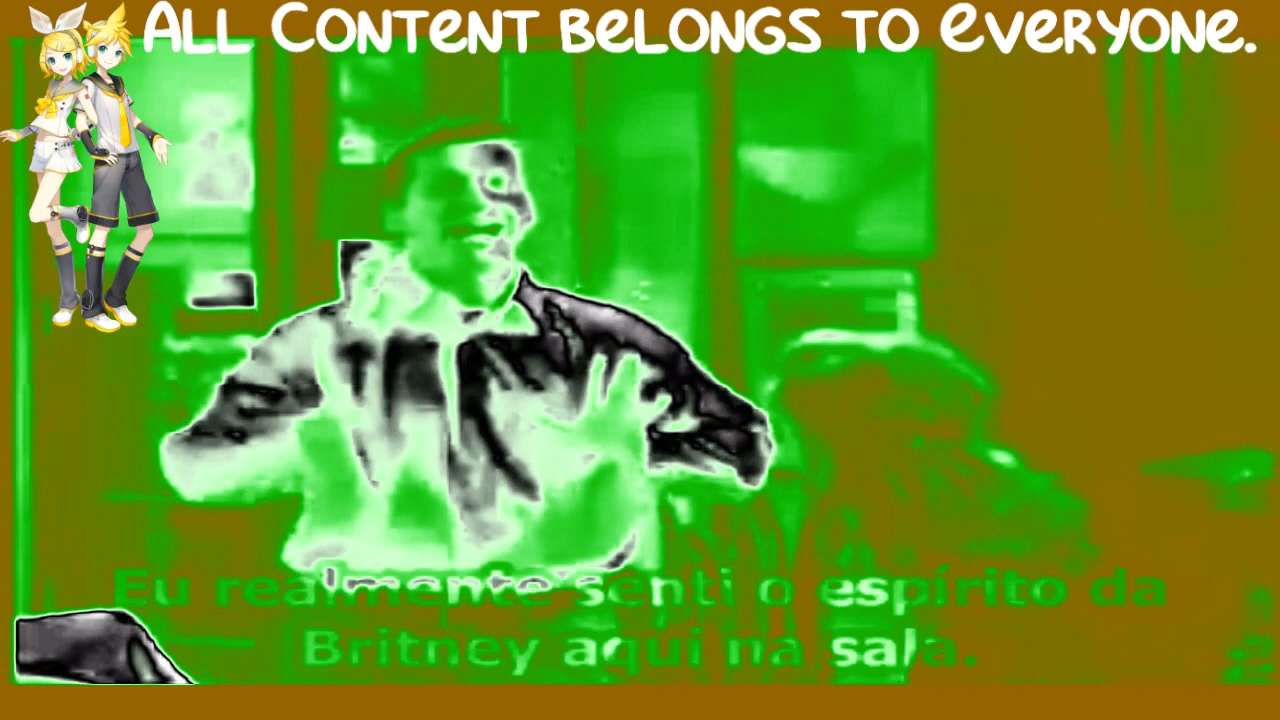 ALL CONTENT BELONGS TO EVERYONE.
Eu realmente senti o espírito da
Britney aqui na sala.